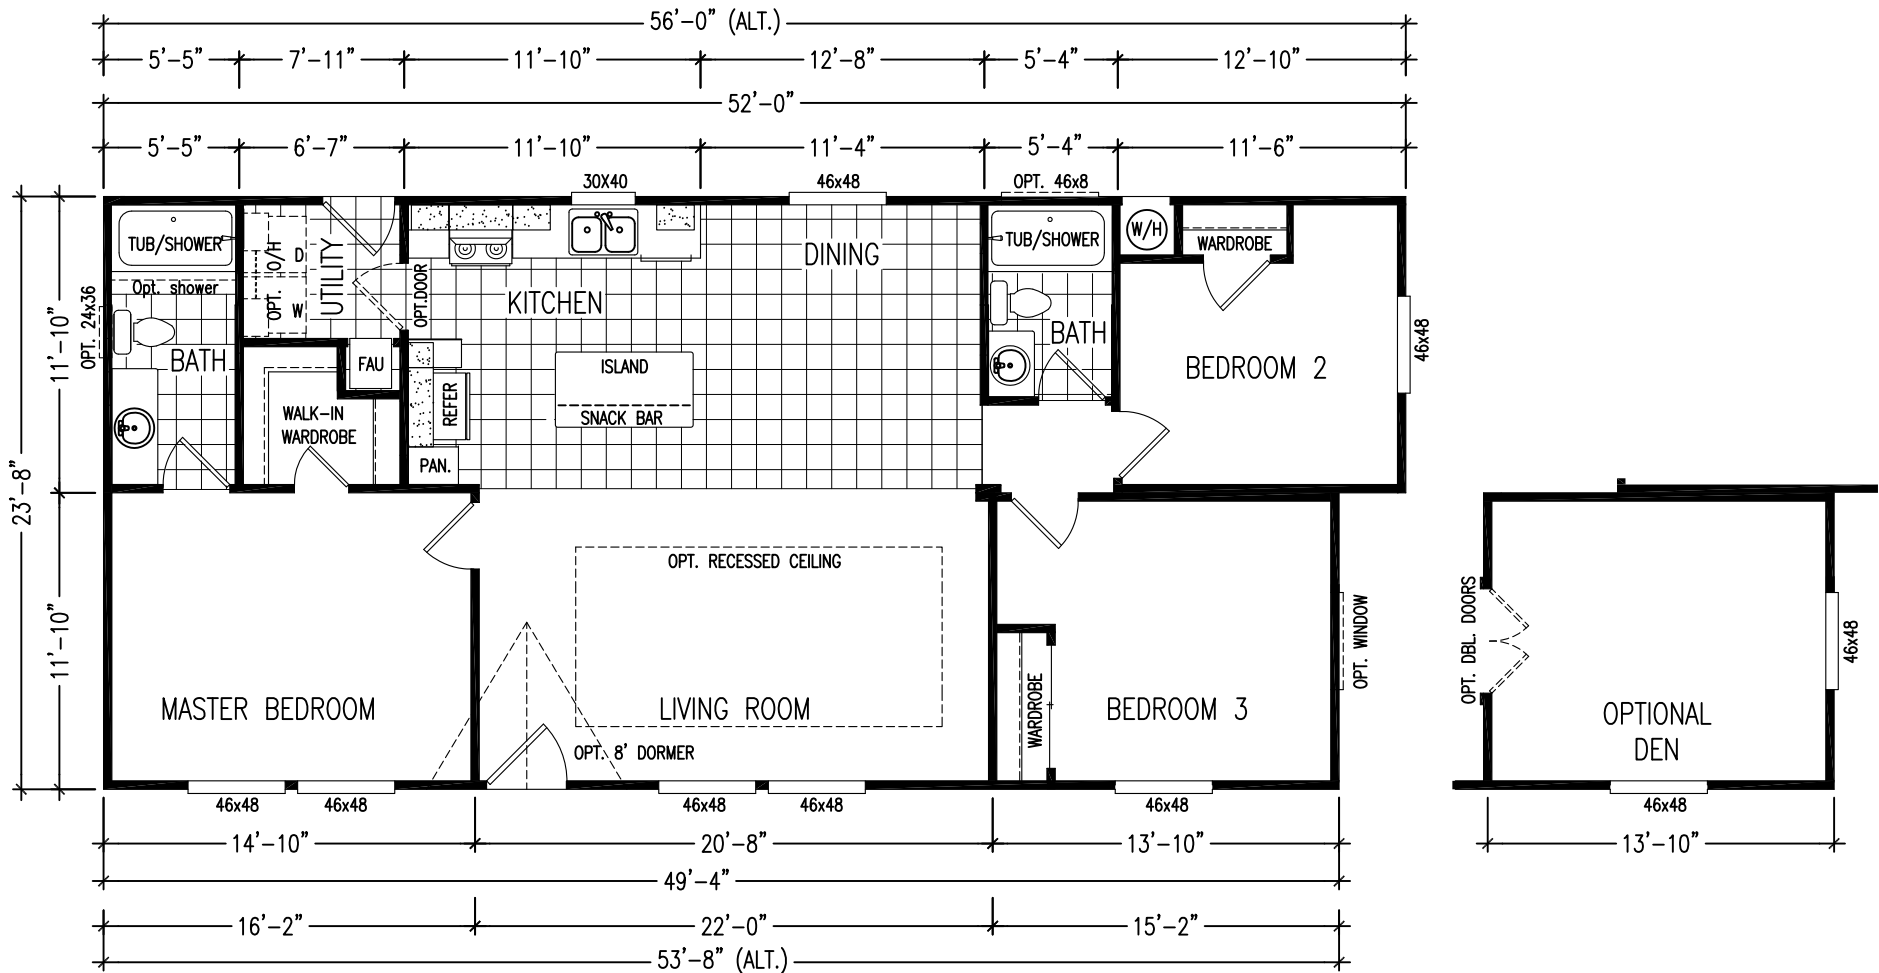 56'-0" (ALT.)
5'-5" 7'-11" 11'-10" 12'-8" 5'-4" 12'-10"
52'-0"
5'-5" 6'-7" 11'-10" 11'-4" 5'-4" 11'-6"
30X40
46x48
OPT. 46x8
TUB/SHOWER
Opt. shower
OPT. 24x36
BATH
OPT. O/H
D
W
UTILITY
OPT.DOOR
FAU
WALK-IN
WARDROBE
KITCHEN
DINING
ISLAND
SNACK BAR
REFER
PAN.
TUB/SHOWER
BATH
W/H
WARDROBE
BEDROOM 2
46x48
11'-10"
23'-8"
11'-10"
MASTER BEDROOM
OPT. RECESSED CEILING
LIVING ROOM
OPT. 8' DORMER
WARDROBE
BEDROOM 3
OPT. WINDOW
OPT. DBL. DOORS
OPTIONAL
DEN
46x48
46x48 46x48 46x48 46x48 46x48 46x48
14'-10" 20'-8" 13'-10" 13'-10"
49'-4"
16'-2" 22'-0" 15'-2"
53'-8" (ALT.)